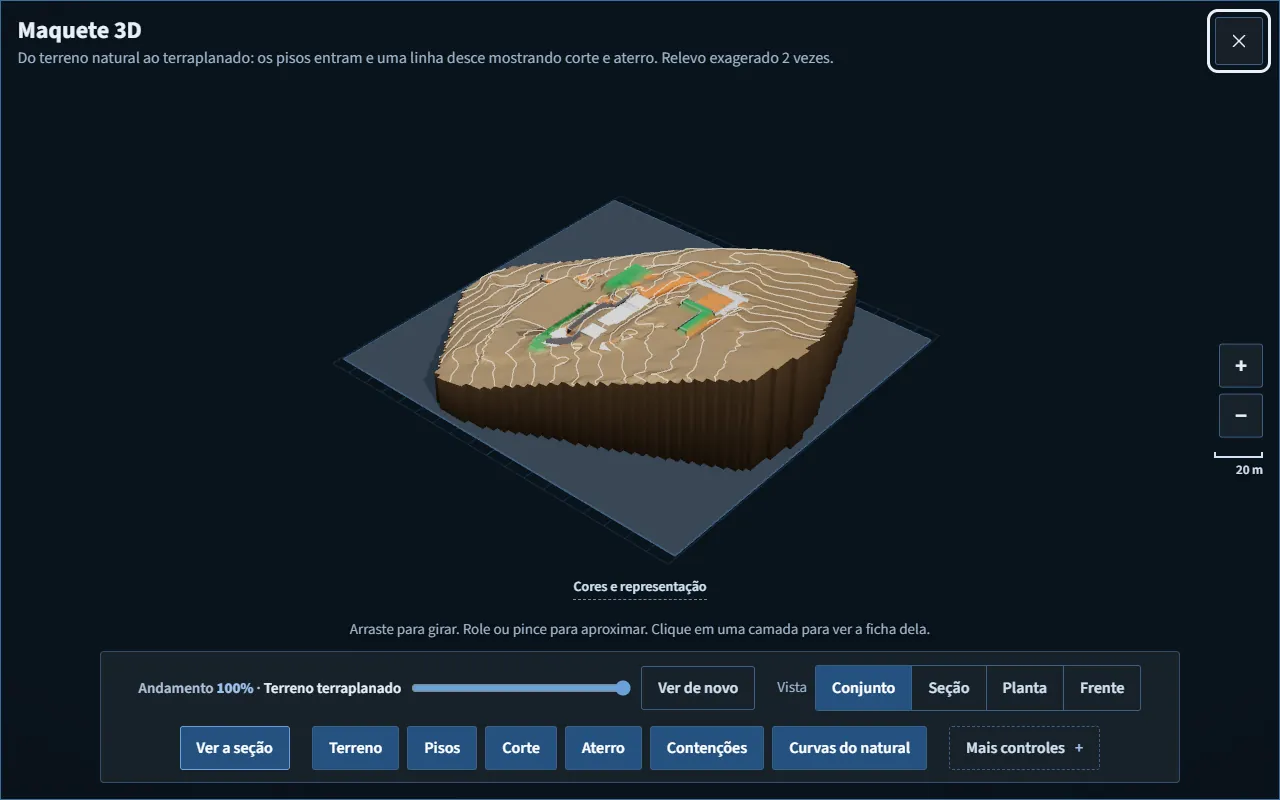 Maquete 3D
Do terreno natural ao terraplanado: os pisos entram e uma linha desce mostrando corte e aterro. Relevo exagerado 2 vezes.
+
−
20 m
Cores e representação
Arraste para girar. Role ou pince para aproximar. Clique em uma camada para ver a ficha dela.
Andamento 100% · Terreno terraplanado Ver de novo Vista Conjunto Seção Planta Frente
Ver a seção Terreno Pisos Corte Aterro Contenções Curvas do natural Mais controles +